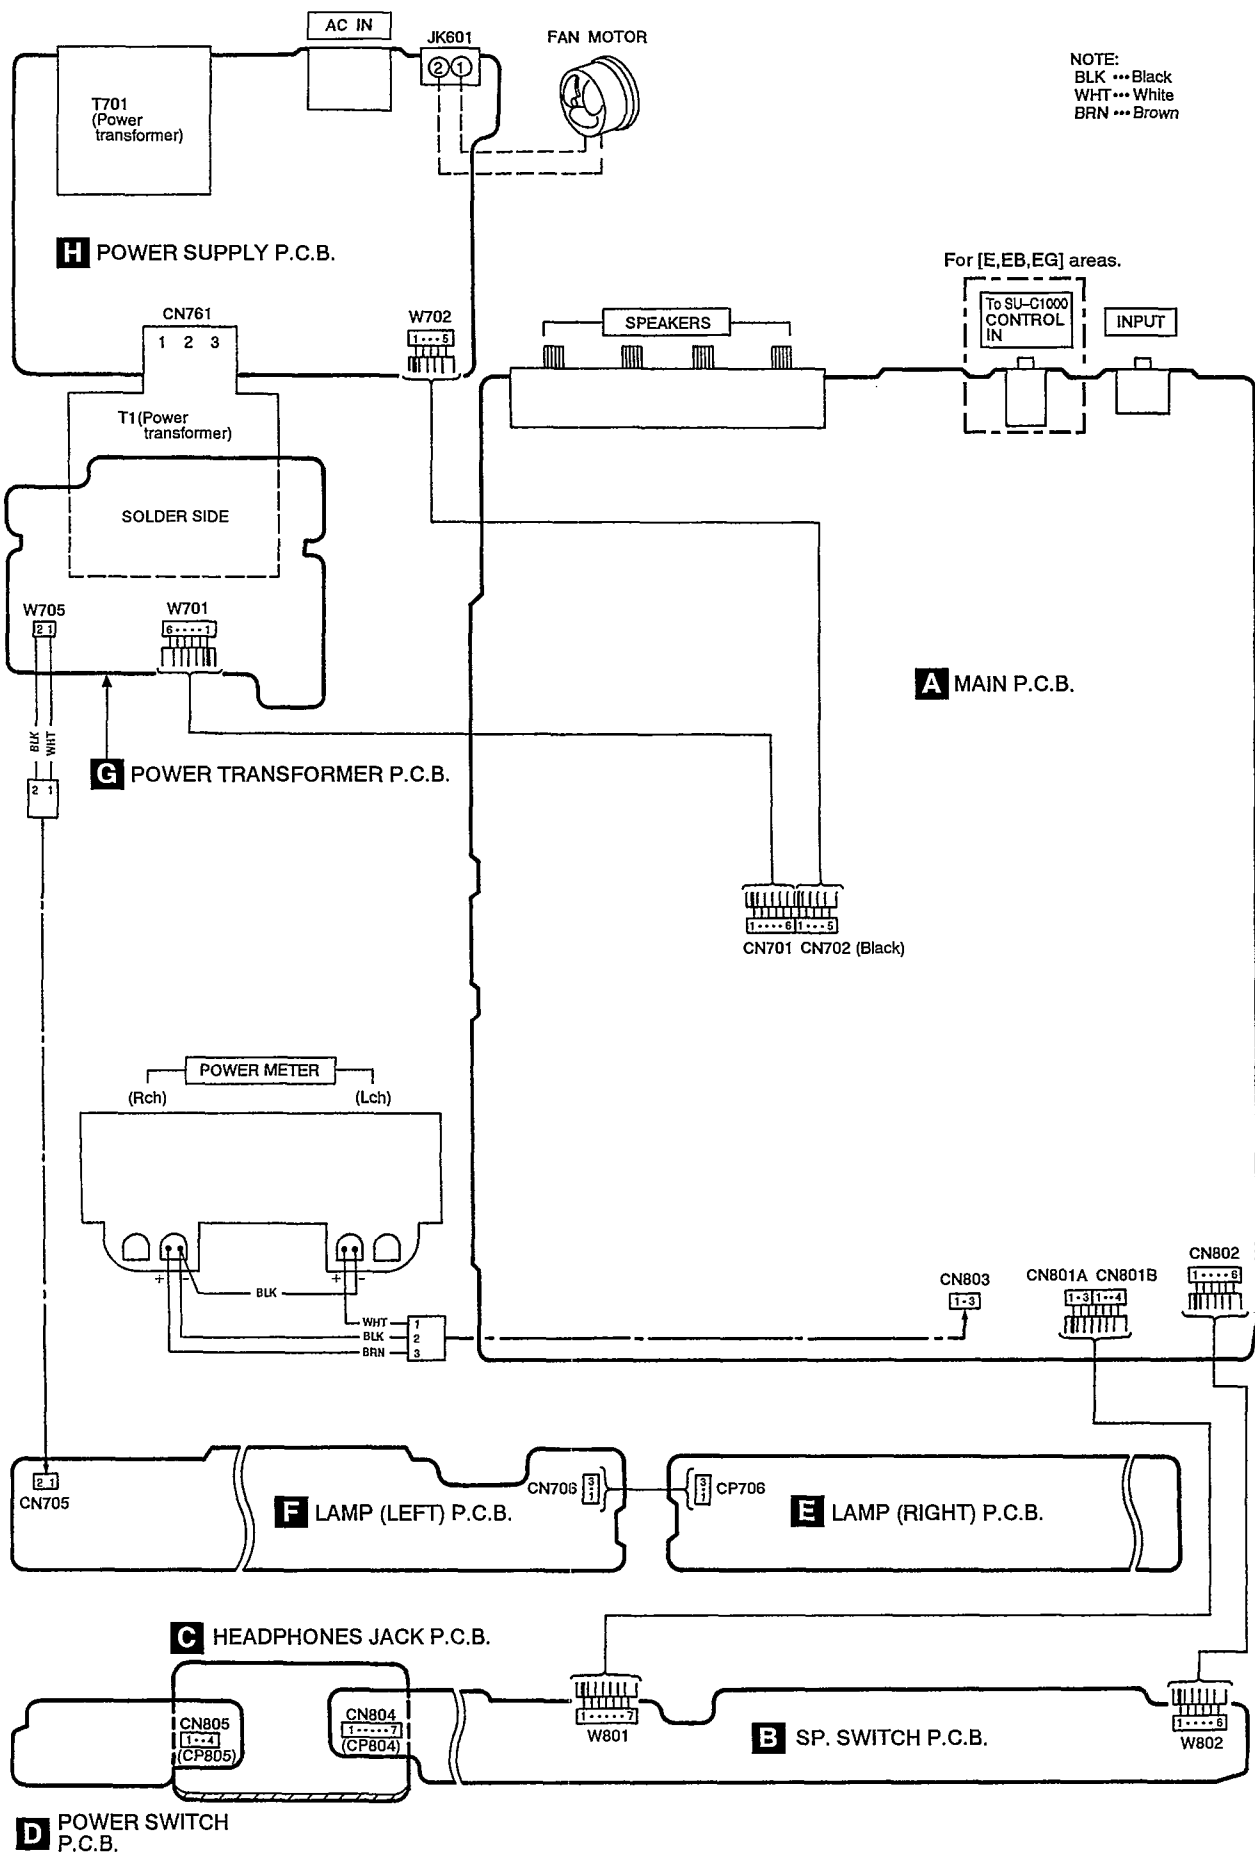 AC IN
JK601
2 1
FAN MOTOR
NOTE:
BLK ••• Black
WHT ••• White
BRN ••• Brown
T701
(Power
transformer)
H POWER SUPPLY P.C.B.
CN761
1 2 3
W702
1•••5
For [E,EB,EG] areas.
SPEAKERS
To SU–C1000
CONTROL
IN
INPUT
T1(Power
transformer)
SOLDER SIDE
W705
2 1
W701
6••••1
A MAIN P.C.B.
BLK
WHT
G POWER TRANSFORMER P.C.B.
2 1
1••••6 1•••5
CN701 CN702 (Black)
POWER METER
(Rch) (Lch)
+ – + –
BLK
WHT 1
BLK 2
BRN 3
CN803
1•3
CN801A CN801B
1•3 1••4
CN802
1••••6
2 1
CN705
CN706
3
1
3
1
CP706
F LAMP (LEFT) P.C.B.
E LAMP (RIGHT) P.C.B.
C HEADPHONES JACK P.C.B.
CN805
1••4
(CP805)
CN804
1•••••7
(CP804)
1•••••7
W801
B SP. SWITCH P.C.B.
1••••6
W802
D POWER SWITCH
P.C.B.